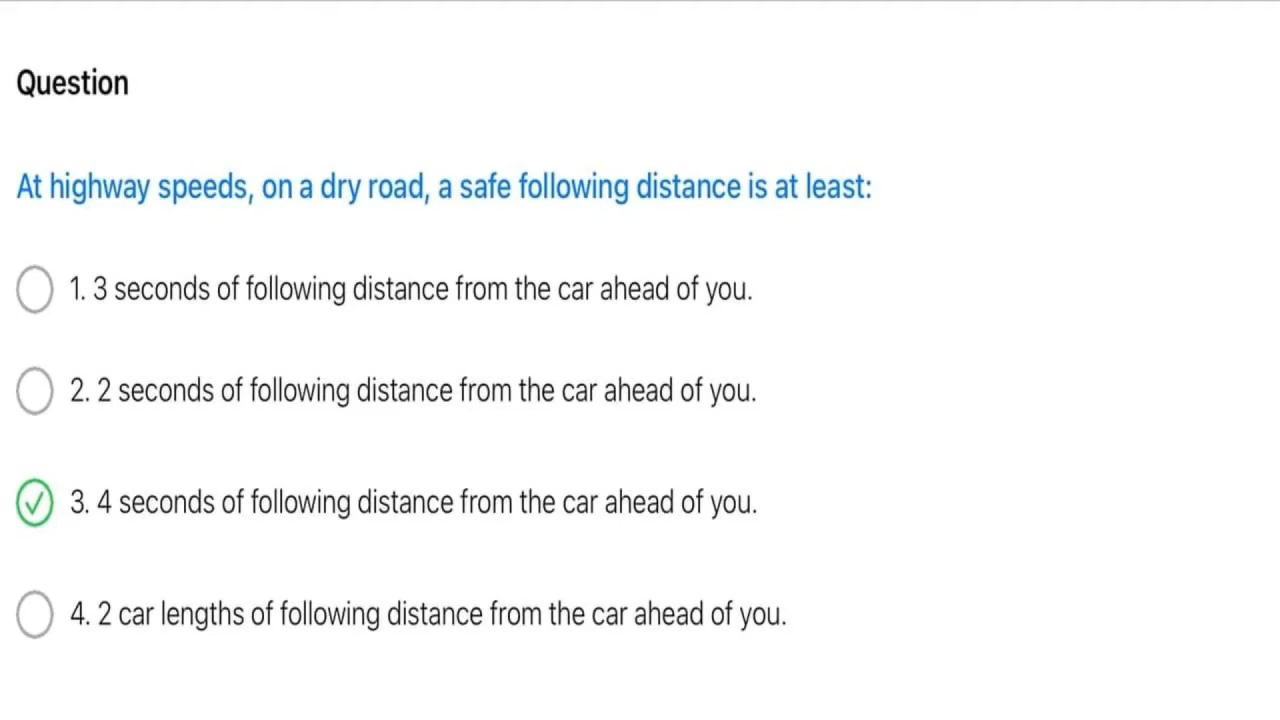 Question
At highway speeds, on a dry road, a safe following distance is at least:
1. 3 seconds of following distance from the car ahead of you.
2. 2 seconds of following distance from the car ahead of you.
3. 4 seconds of following distance from the car ahead of you.
4. 2 car lengths of following distance from the car ahead of you.